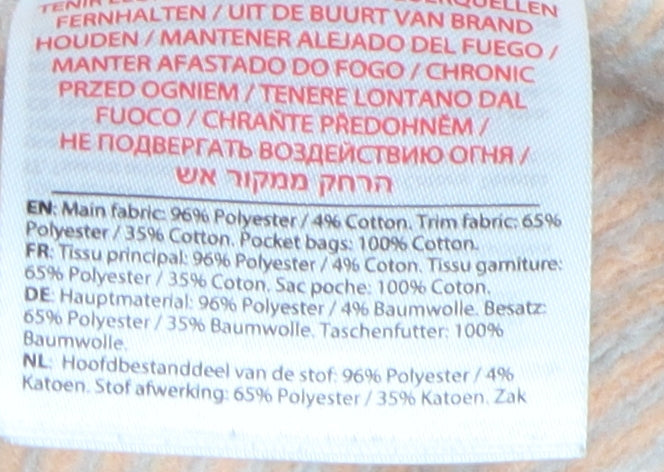 TENIR
FERNHALTEN / UIT DE BUURT VAN BRAND
HOUDEN / MANTENER ALEJADO DEL FUEGO /
MANTER AFASTADO DO FOGO / CHRONIC
PRZED OGNIEM / TENERE LONTANO DAL
FUOCO / CHRAŇTE PŘEDOHNĚM /
НЕ ПОДВЕРГАТЬ ВОЗДЕЙСТВИЮ ОГНЯ /
הרחק ממקור אש
EN: Main fabric: 96% Polyester / 4% Cotton. Trim fabric: 65%
Polyester / 35% Cotton. Pocket bags: 100% Cotton.
FR: Tissu principal: 96% Polyester / 4% Coton. Tissu garniture:
65% Polyester / 35% Coton. Sac poche: 100% Coton.
DE: Hauptmaterial: 96% Polyester / 4% Baumwolle. Besatz:
65% Polyester / 35% Baumwolle. Taschenfutter: 100%
Baumwolle.
NL: Hoofdbestanddeel van de stof: 96% Polyester / 4%
Katoen. Stof afwerking: 65% Polyester / 35% Katoen. Zak